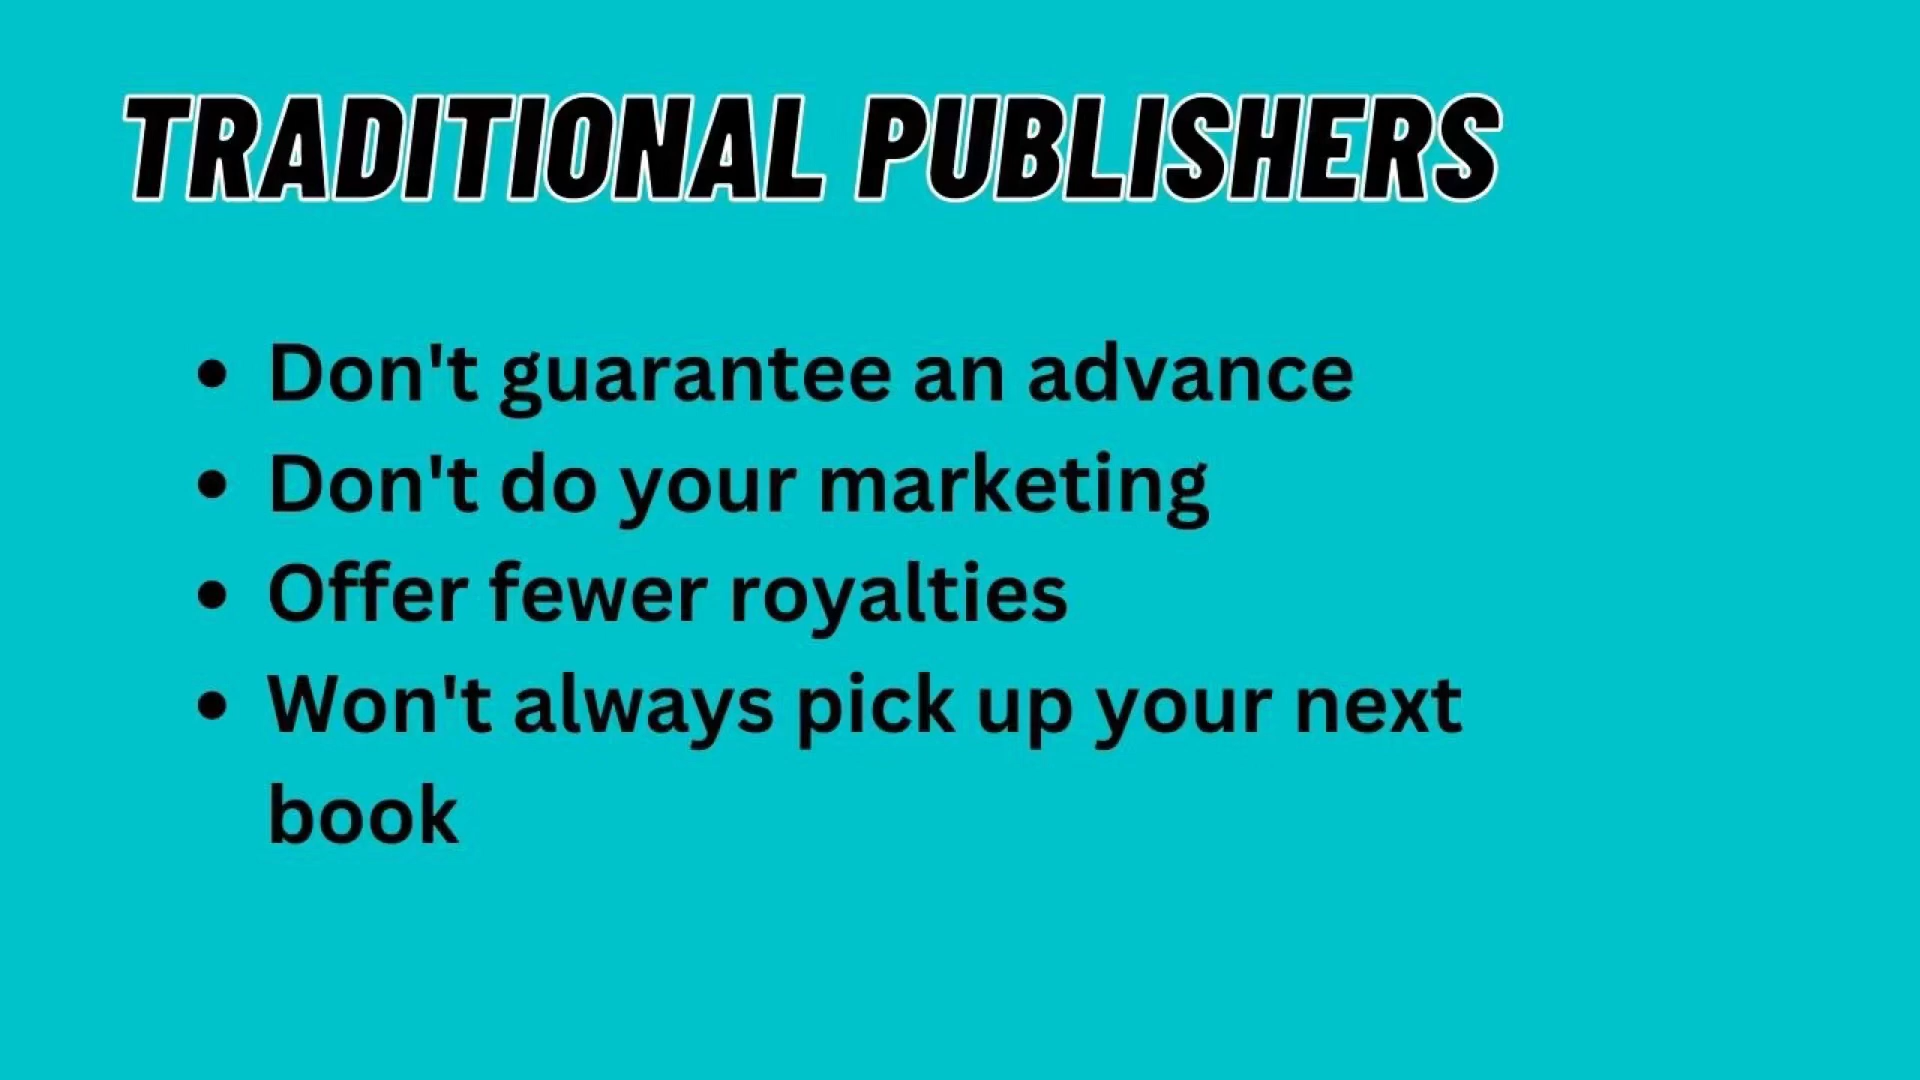 TRADITIONAL PUBLISHERS
• Don't guarantee an advance
• Don't do your marketing
• Offer fewer royalties
• Won't always pick up your next
book